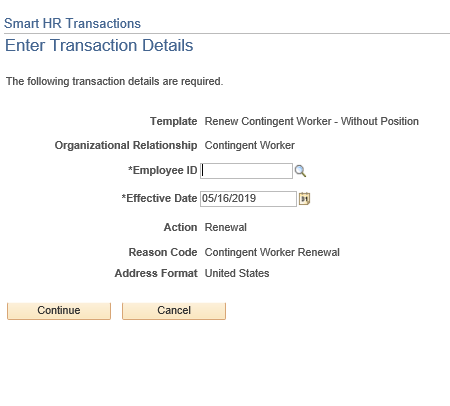 Smart HR Transactions
Enter Transaction Details
The following transaction details are required.
Template Renew Contingent Worker - Without Position
Organizational Relationship Contingent Worker
*Employee ID
*Effective Date 05/16/2019
Action Renewal
Reason Code Contingent Worker Renewal
Address Format United States
Continue Cancel